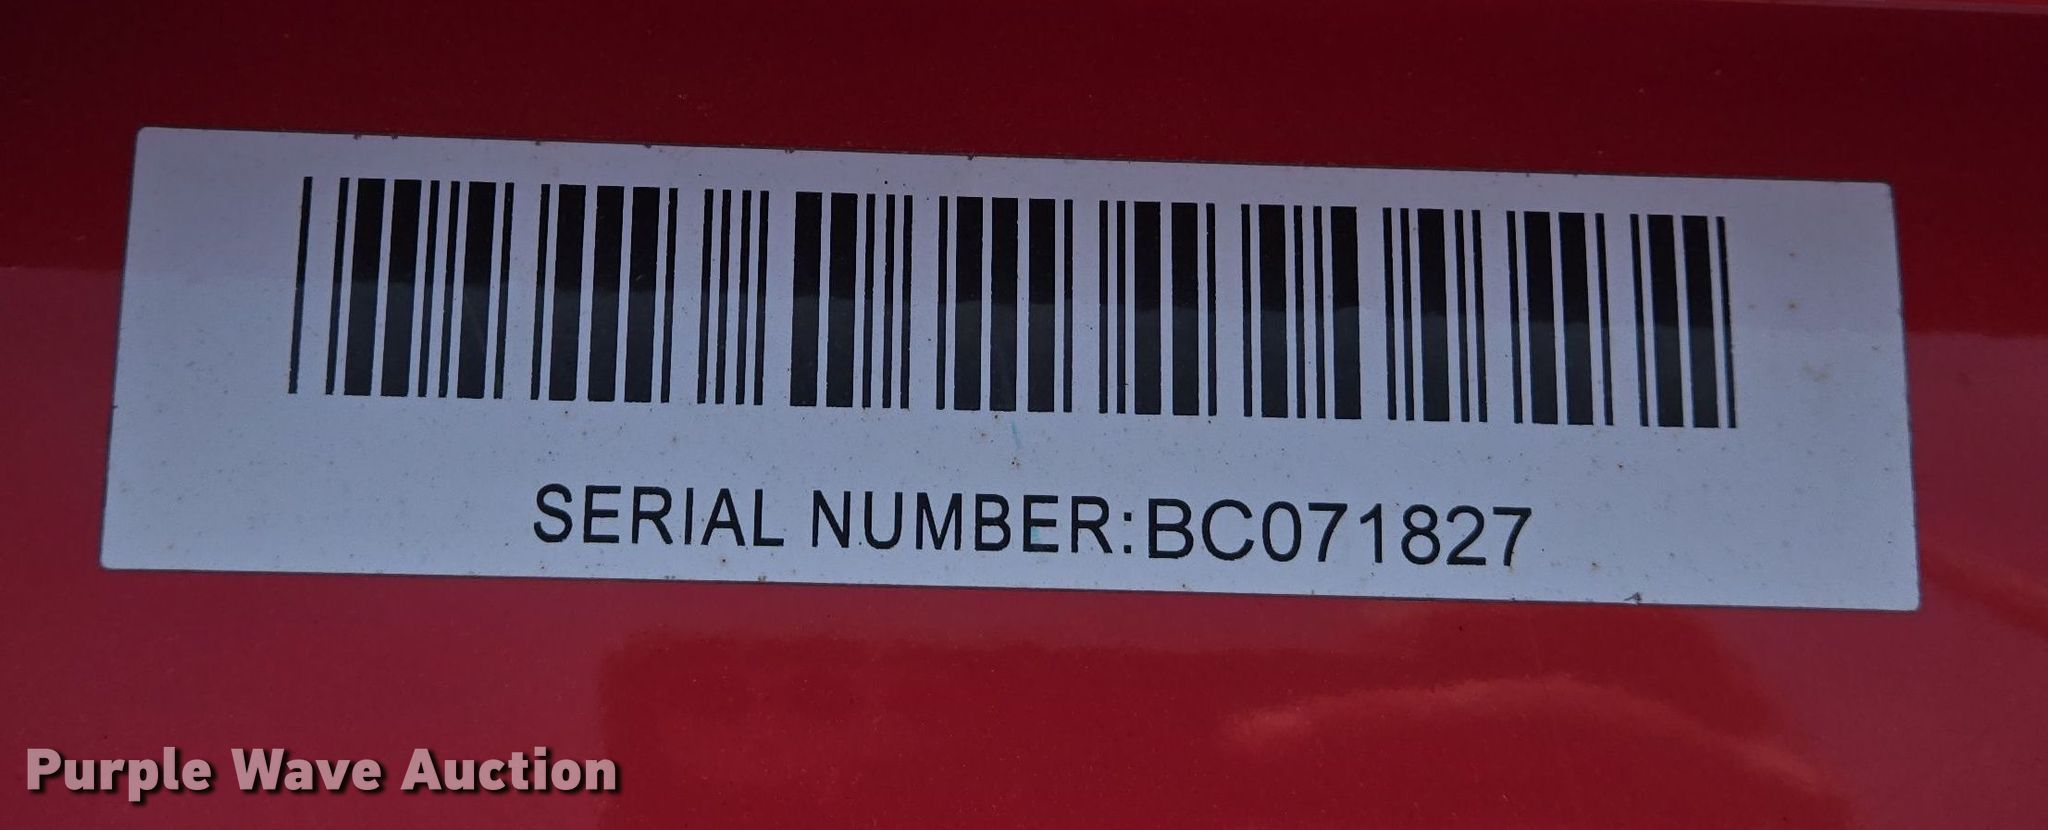 SERIAL NUMBER:BC071827
Purple Wave Auction